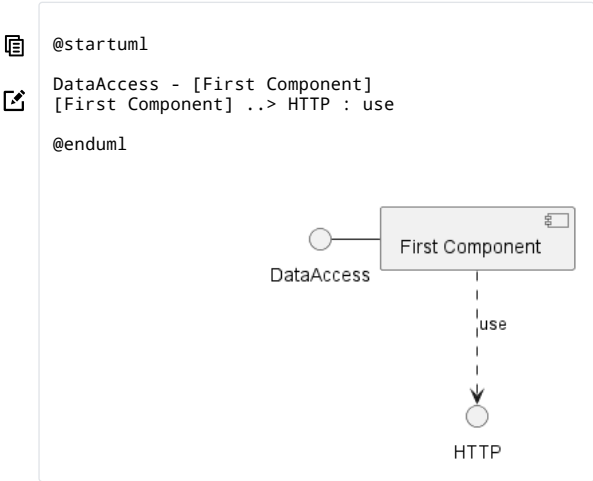 @startuml
DataAccess - [First Component]
[First Component] ..> HTTP : use
@enduml
First Component
DataAccess
use
HTTP